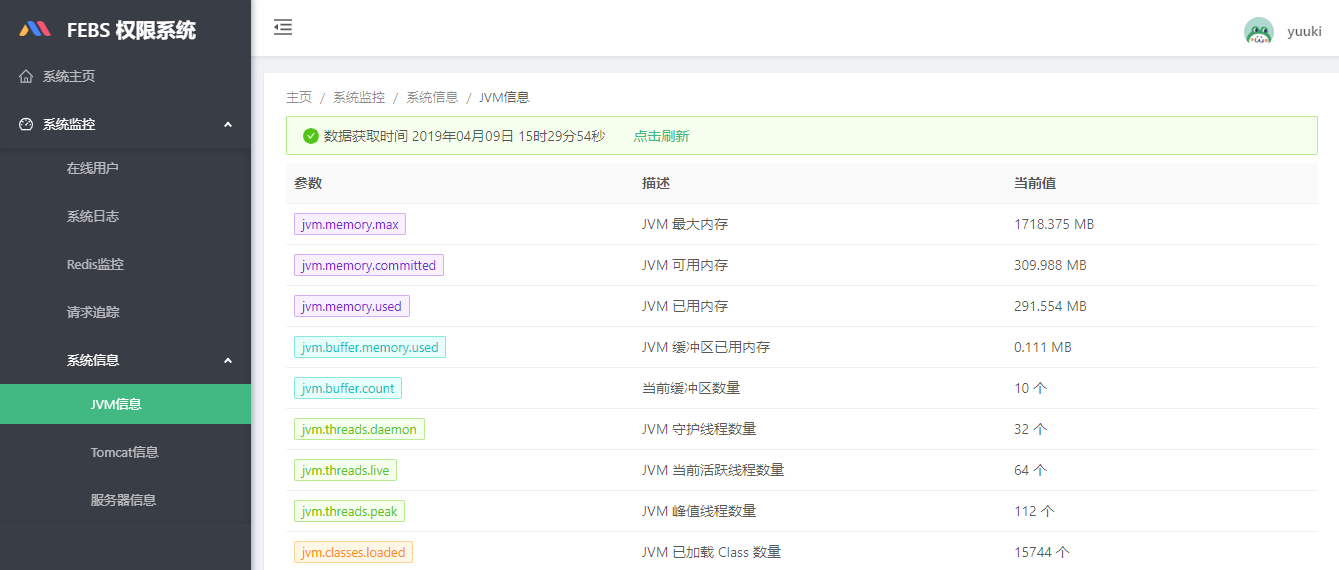 FEBS 权限系统
系统主页
系统监控
在线用户
系统日志
Redis监控
请求追踪
系统信息
JVM信息
Tomcat信息
服务器信息
yuuki
主页 / 系统监控 / 系统信息 / JVM信息
数据获取时间 2019年04月09日 15时29分54秒 点击刷新
参数 描述 当前值
jvm.memory.max JVM 最大内存 1718.375 MB
jvm.memory.committed JVM 可用内存 309.988 MB
jvm.memory.used JVM 已用内存 291.554 MB
jvm.buffer.memory.used JVM 缓冲区已用内存 0.111 MB
jvm.buffer.count 当前缓冲区数量 10 个
jvm.threads.daemon JVM 守护线程数量 32 个
jvm.threads.live JVM 当前活跃线程数量 64 个
jvm.threads.peak JVM 峰值线程数量 112 个
jvm.classes.loaded JVM 已加载 Class 数量 15744 个